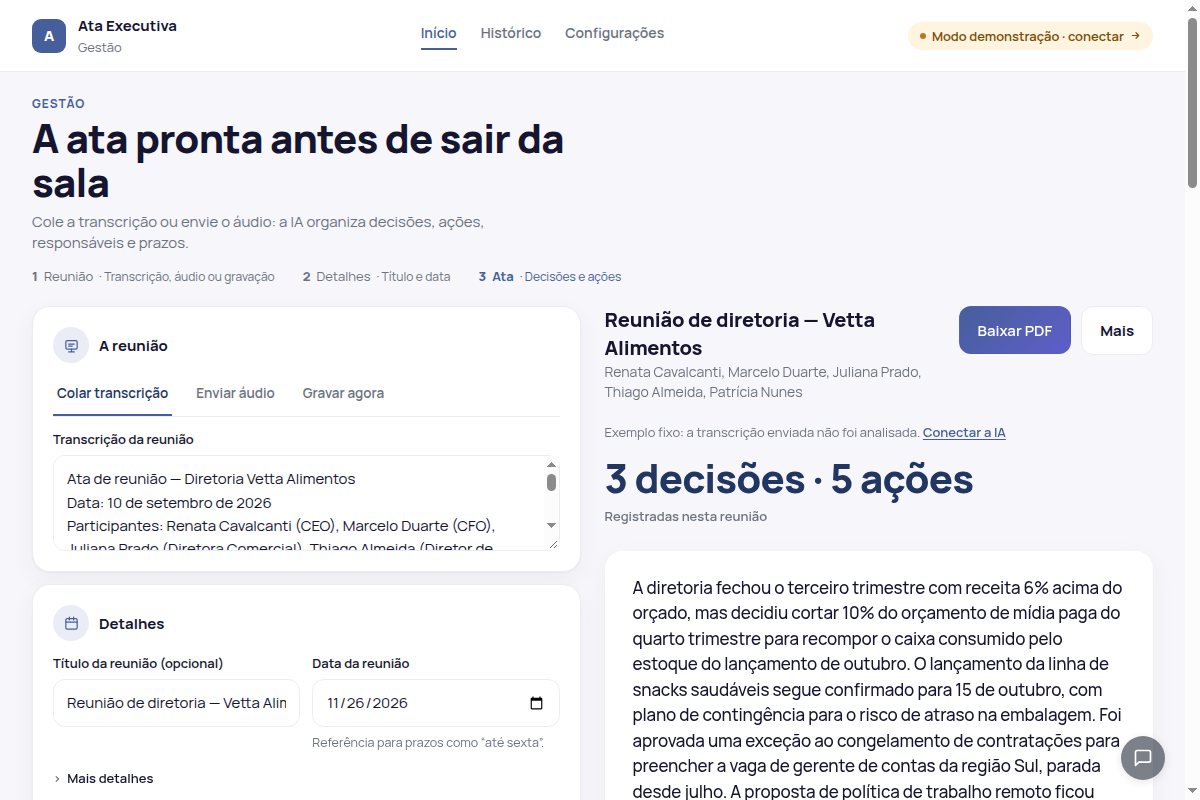 A
Ata Executiva
Gestão
Início
Histórico
Configurações
Modo demonstração · conectar →
GESTÃO
A ata pronta antes de sair da
sala
Cole a transcrição ou envie o áudio: a IA organiza decisões, ações,
responsáveis e prazos.
1 Reunião · Transcrição, áudio ou gravação
2 Detalhes · Título e data
3 Ata · Decisões e ações
A reunião
Colar transcrição
Enviar áudio
Gravar agora
Transcrição da reunião
Ata de reunião — Diretoria Vetta Alimentos
Data: 10 de setembro de 2026
Participantes: Renata Cavalcanti (CEO), Marcelo Duarte (CFO),
Juliana Prado (Diretora Comercial), Thiago Almeida (Diretor de
Detalhes
Título da reunião (opcional)
Data da reunião
Reunião de diretoria — Vetta Alin
11/26/2026
Referência para prazos como “até sexta”.
› Mais detalhes
Reunião de diretoria — Vetta
Alimentos
Renata Cavalcanti, Marcelo Duarte, Juliana Prado,
Thiago Almeida, Patrícia Nunes
Baixar PDF
Mais
Exemplo fixo: a transcrição enviada não foi analisada. Conectar a IA
3 decisões · 5 ações
Registradas nesta reunião
A diretoria fechou o terceiro trimestre com receita 6% acima do
orçado, mas decidiu cortar 10% do orçamento de mídia paga do
quarto trimestre para recompor o caixa consumido pelo
estoque do lançamento de outubro. O lançamento da linha de
snacks saudáveis segue confirmado para 15 de outubro, com
plano de contingência para o risco de atraso na embalagem. Foi
aprovada uma exceção ao congelamento de contratações para
preencher a vaga de gerente de contas da região Sul, parada
desde julho. A proposta de política de trabalho remoto ficou